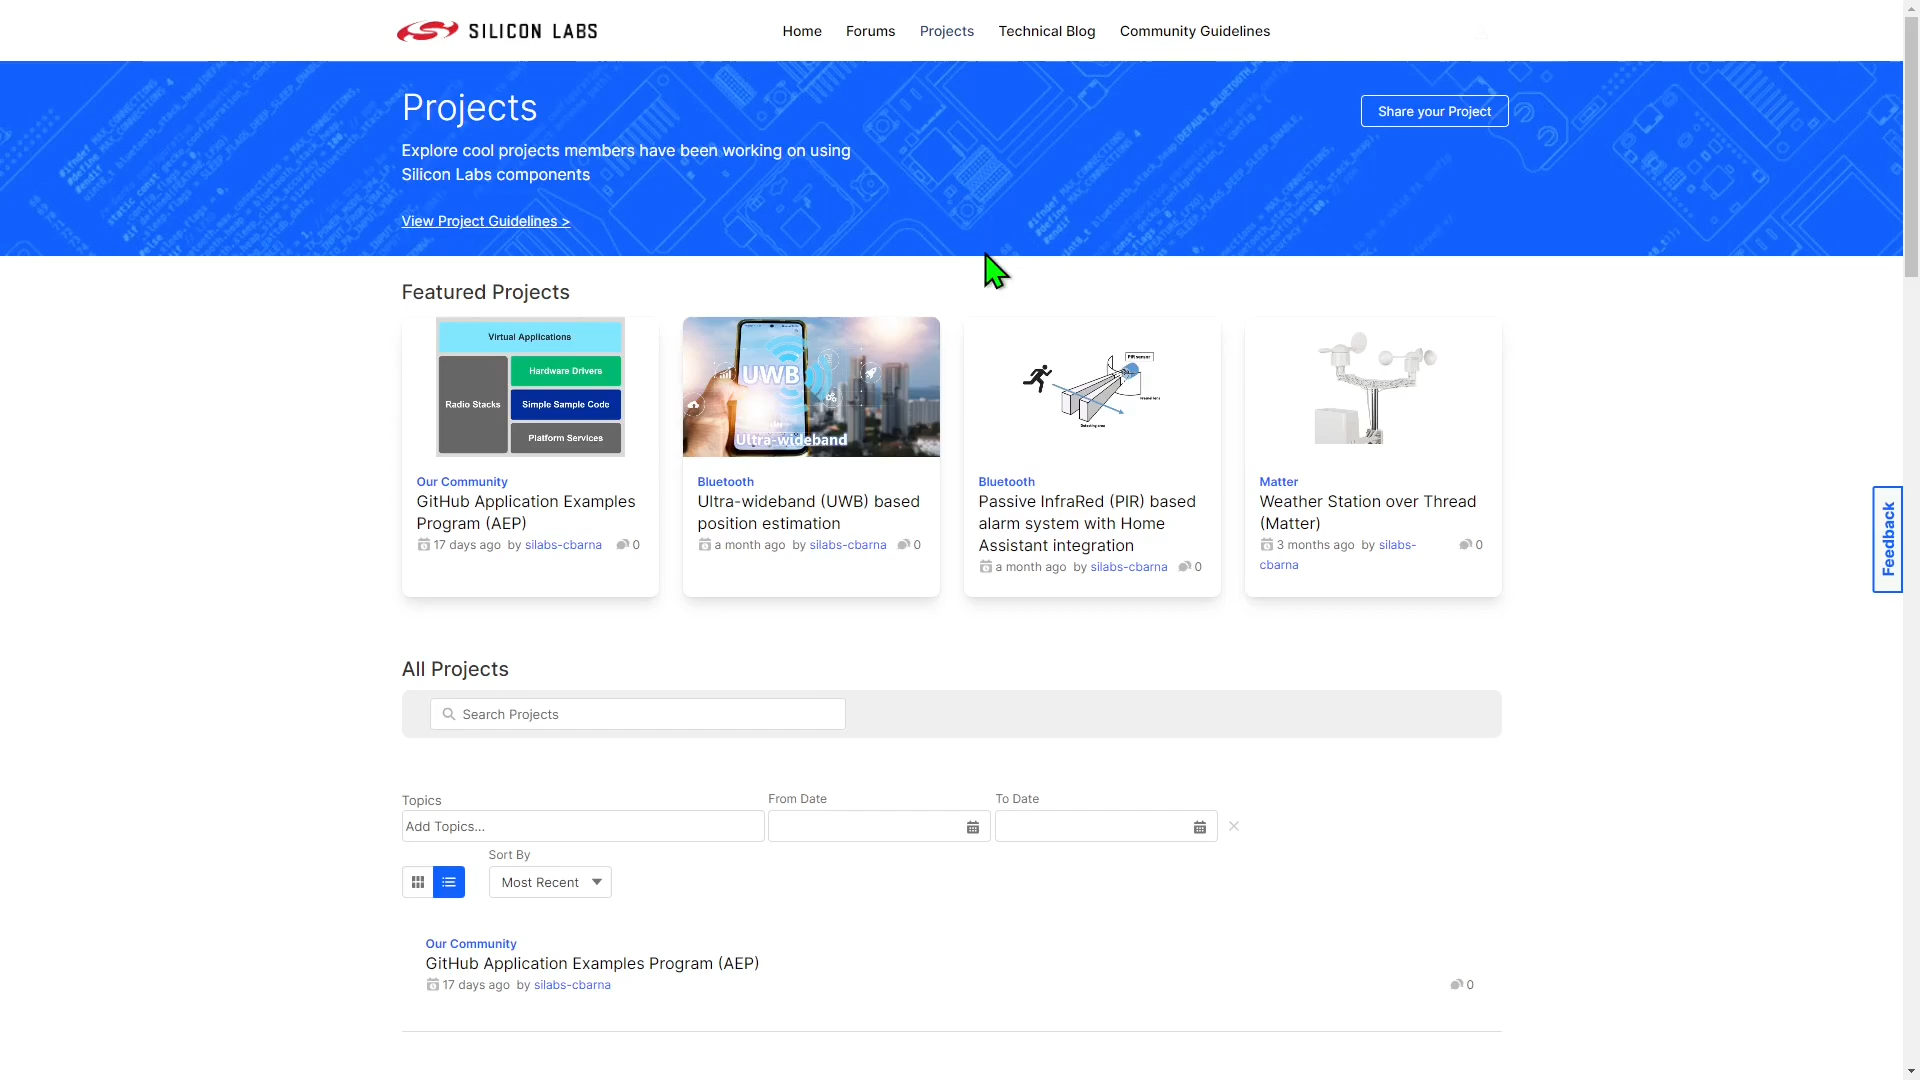 SILICON LABS
Home Forums Projects Technical Blog Community Guidelines
Projects
Share your Project
Explore cool projects members have been working on using
Silicon Labs components
View Project Guidelines >
Featured Projects
Virtual Applications
Radio Stacks
Hardware Drivers
Simple Sample Code
Platform Services
Our Community
GitHub Application Examples
Program (AEP)
17 days ago by silabs-cbarna 0
UWB
Ultra-wideband
Bluetooth
Ultra-wideband (UWB) based
position estimation
a month ago by silabs-cbarna 0
PIR sensor
Detecting area
Bluetooth
Passive InfraRed (PIR) based
alarm system with Home
Assistant integration
a month ago by silabs-cbarna 0
Matter
Weather Station over Thread
(Matter)
3 months ago by silabs-
cbarna
0
Feedback
All Projects
Search Projects
Topics From Date To Date
Add Topics...
Sort By
Most Recent
Our Community
GitHub Application Examples Program (AEP)
17 days ago by silabs-cbarna 0